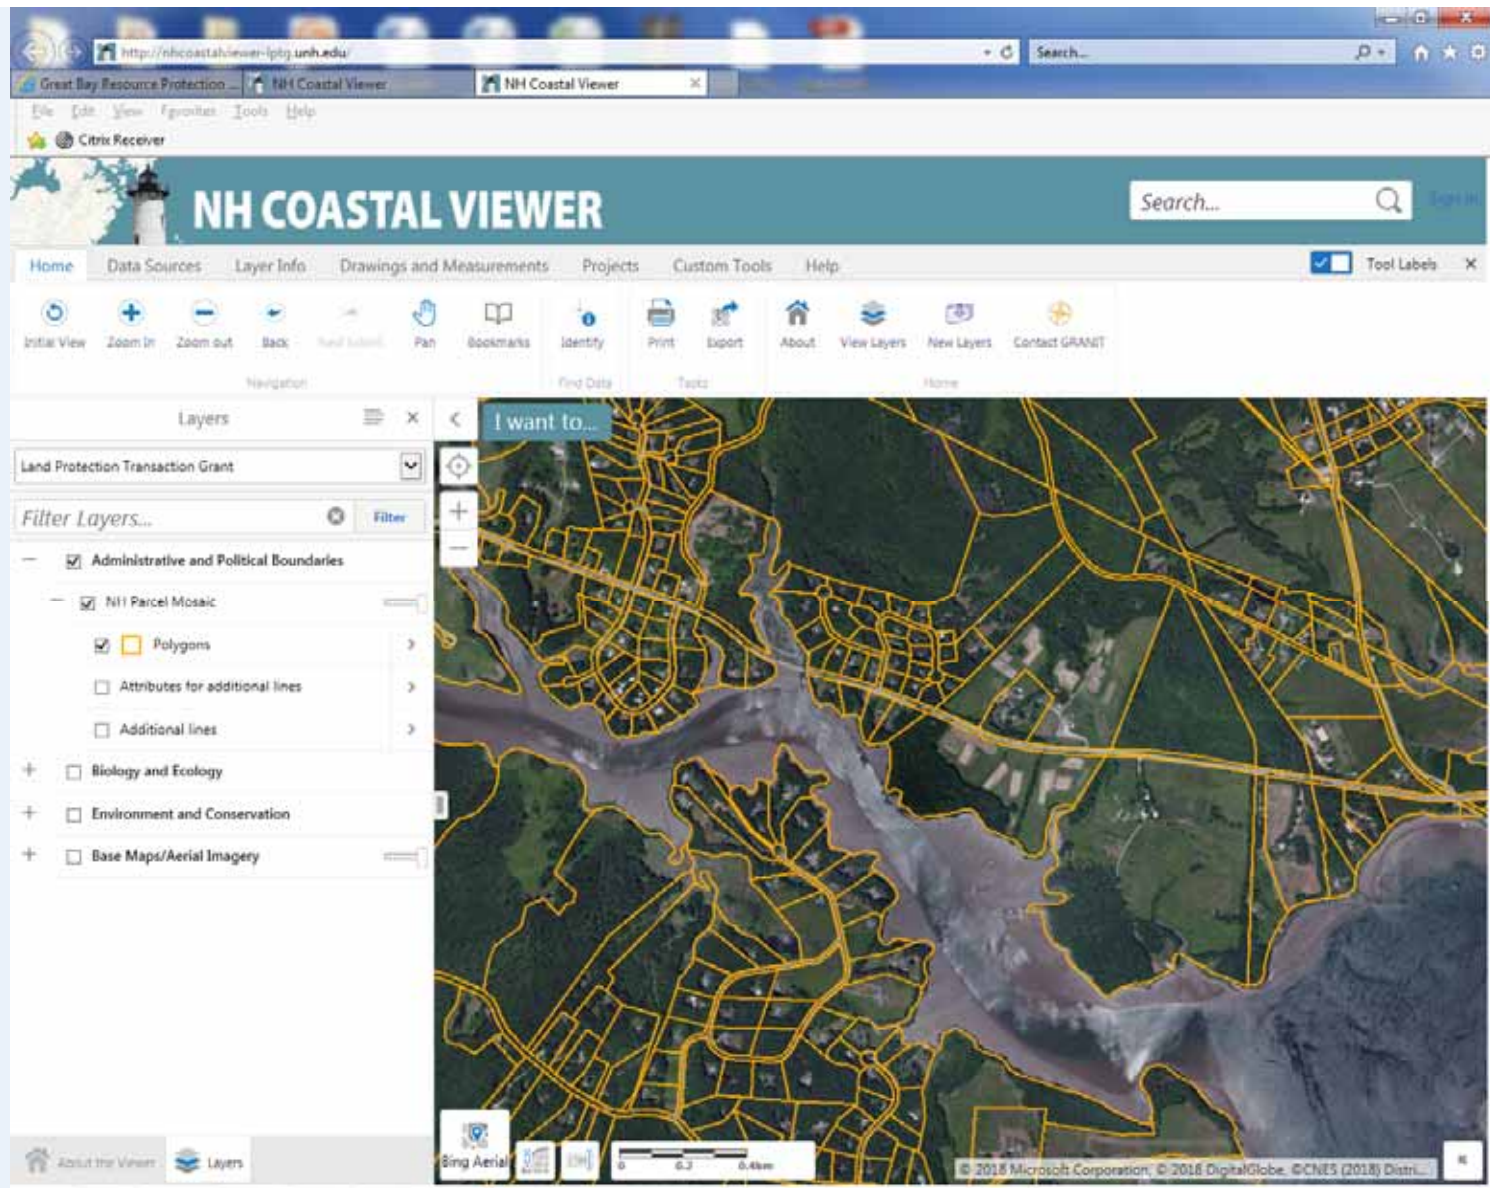 http://nhcoastalviewer-lptg.unh.edu/
Search...
Great Bay Resource Protection ...
NH Coastal Viewer
NH Coastal Viewer
File Edit View Favorites Tools Help
Citrix Receiver
NH COASTAL VIEWER
Search...
Sign in
Home Data Sources Layer Info Drawings and Measurements Projects Custom Tools Help
Tool Labels
Initial View Zoom In Zoom out Back Pan Bookmarks Identify Print Export About View Layers New Layers Contact GRANIT
Navigation Find Data Tasks Home
Layers
I want to...
Land Protection Transaction Grant
Filter Layers...
Filter
Administrative and Political Boundaries
NH Parcel Mosaic
Polygons
Attributes for additional lines
Additional lines
Biology and Ecology
Environment and Conservation
Base Maps/Aerial Imagery
About the Viewer
Layers
Bing Aerial
0 0.2 0.4km
© 2018 Microsoft Corporation, © 2018 DigitalGlobe, ©CNES (2018) Distri...